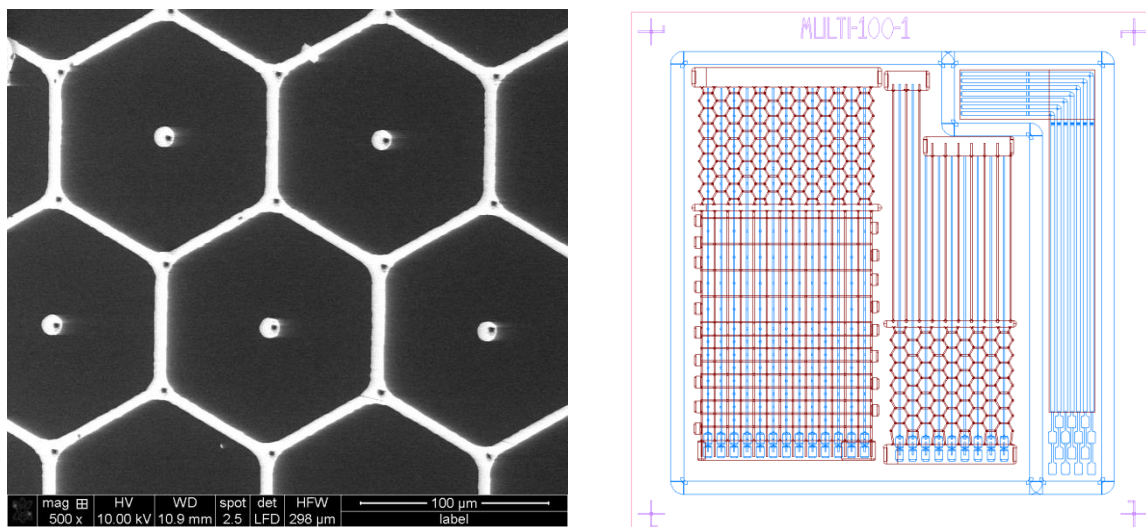 MULTI-100-1
mag HV WD spot det HFW 100 µm
500 x 10.00 kV 10.9 mm 2.5 LFD 298 µm label